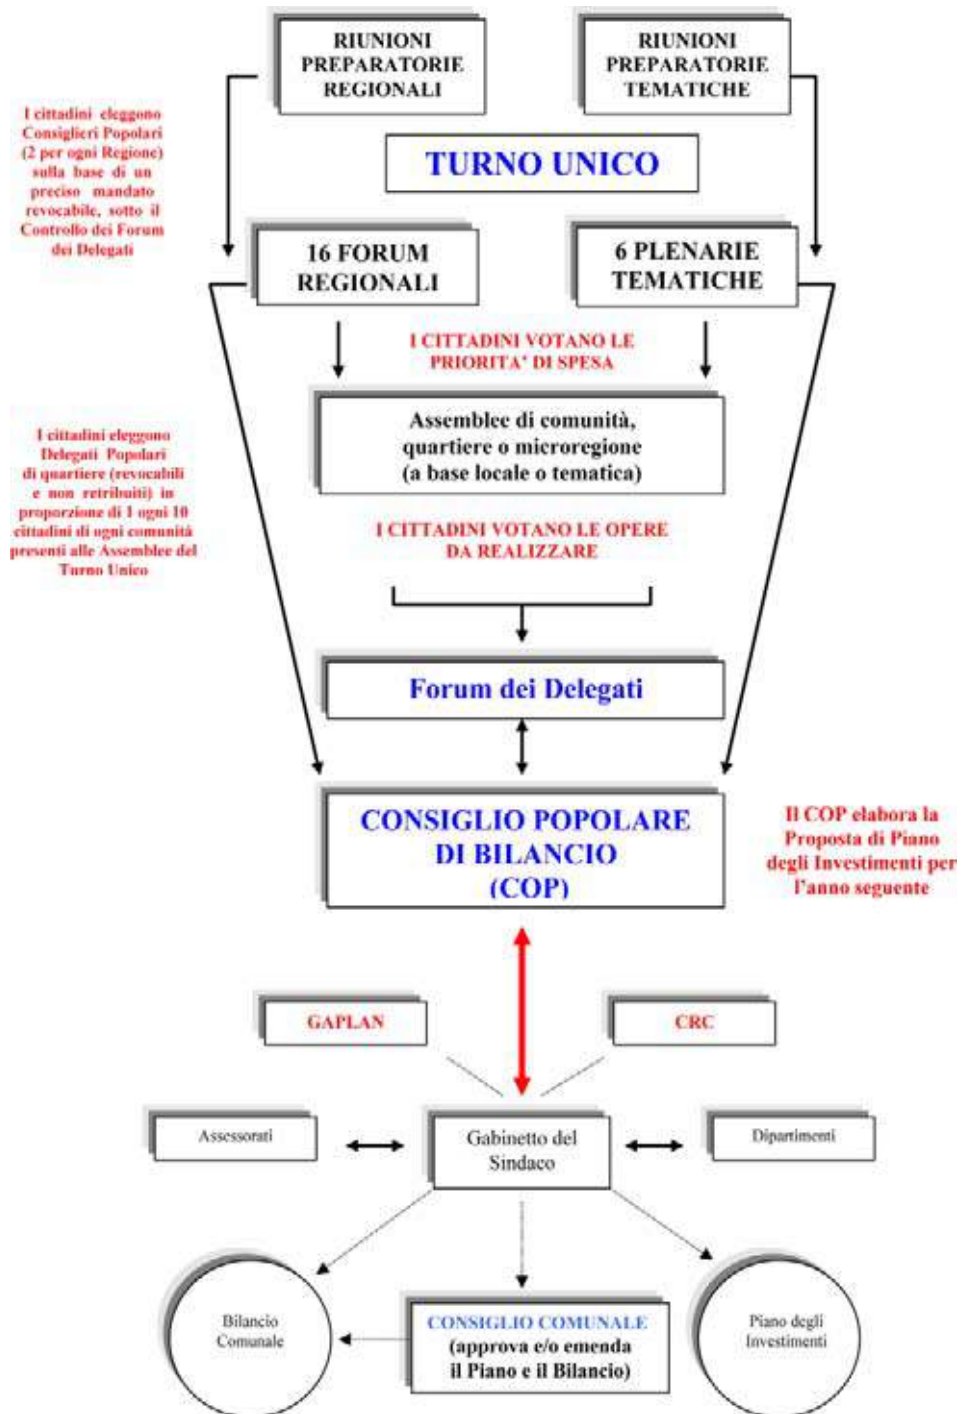 RIUNIONI
PREPARATORIE
REGIONALI
RIUNIONI
PREPARATORIE
TEMATICHE
I cittadini eleggono
Consiglieri Popolari
(2 per ogni Regione)
sulla base di un
preciso mandato
revocabile, sotto il
Controllo dei Forum
dei Delegati
TURNO UNICO
16 FORUM
REGIONALI
6 PLENARIE
TEMATICHE
I CITTADINI VOTANO LE
PRIORITA' DI SPESA
Assemblee di comunità,
quartiere o microregione
(a base locale o tematica)
I cittadini eleggono
Delegati Popolari
di quartiere (revocabili
e non retribuiti) in
proporzione di 1 ogni 10
cittadini di ogni comunità
presenti alle Assemblee del
Turno Unico
I CITTADINI VOTANO LE OPERE
DA REALIZZARE
Forum dei Delegati
CONSIGLIO POPOLARE
DI BILANCIO
(COP)
Il COP elabora la
Proposta di Piano
degli Investimenti per
l'anno seguente
GAPLAN
CRC
Assessorati
Gabinetto del
Sindaco
Dipartimenti
Bilancio
Comunale
CONSIGLIO COMUNALE
(approva e/o emenda
il Piano e il Bilancio)
Piano degli
Investimenti